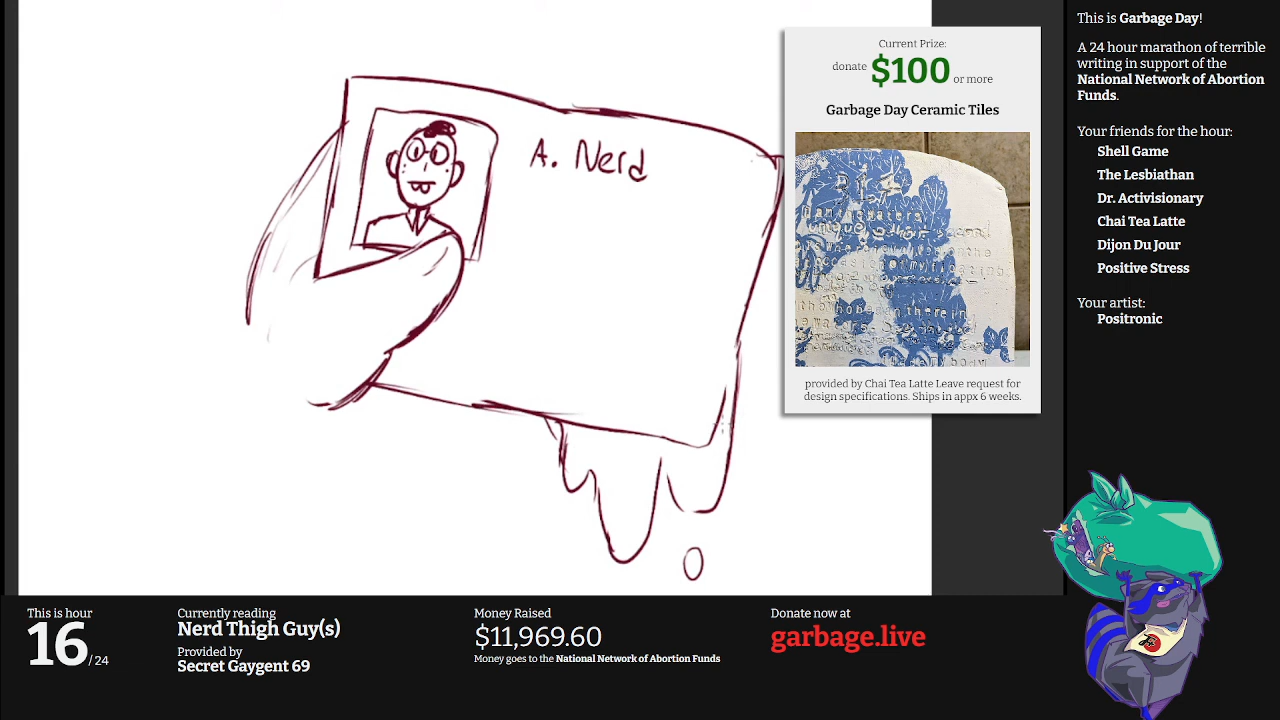 A. Nerd
Current Prize:
donate $100 or more
Garbage Day Ceramic Tiles
provided by Chai Tea Latte Leave request for
design specifications. Ships in appx 6 weeks.
This is Garbage Day!
A 24 hour marathon of terrible
writing in support of the
National Network of Abortion
Funds.
Your friends for the hour:
Shell Game
The Lesbiathan
Dr. Activisionary
Chai Tea Latte
Dijon Du Jour
Positive Stress
Your artist:
Positronic
This is hour
16/24
Currently reading
Nerd Thigh Guy(s)
Provided by
Secret Gaygent 69
Money Raised
$11,969.60
Money goes to the National Network of Abortion Funds
Donate now at
garbage.live